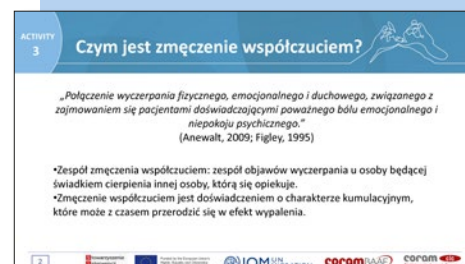 ACTIVITY
3
Czym jest zmęczenie współczuciem?
„Połączenie wyczerpania fizycznego, emocjonalnego i duchowego, związanego z
zajmowaniem się pacjentami doświadczającymi poważnego bólu emocjonalnego i
niepokoju psychicznego."
(Anewalt, 2009; Figley, 1995)
•Zespół zmęczenia współczuciem: zespół objawów wyczerpania u osoby będącej
świadkiem cierpienia innej osoby, którą się opiekuje.
•Zmęczenie współczuciem jest doświadczeniem o charakterze kumulacyjnym,
które może z czasem przerodzić się w efekt wypalenia.
2
IOM UN
coram BAAF
coram